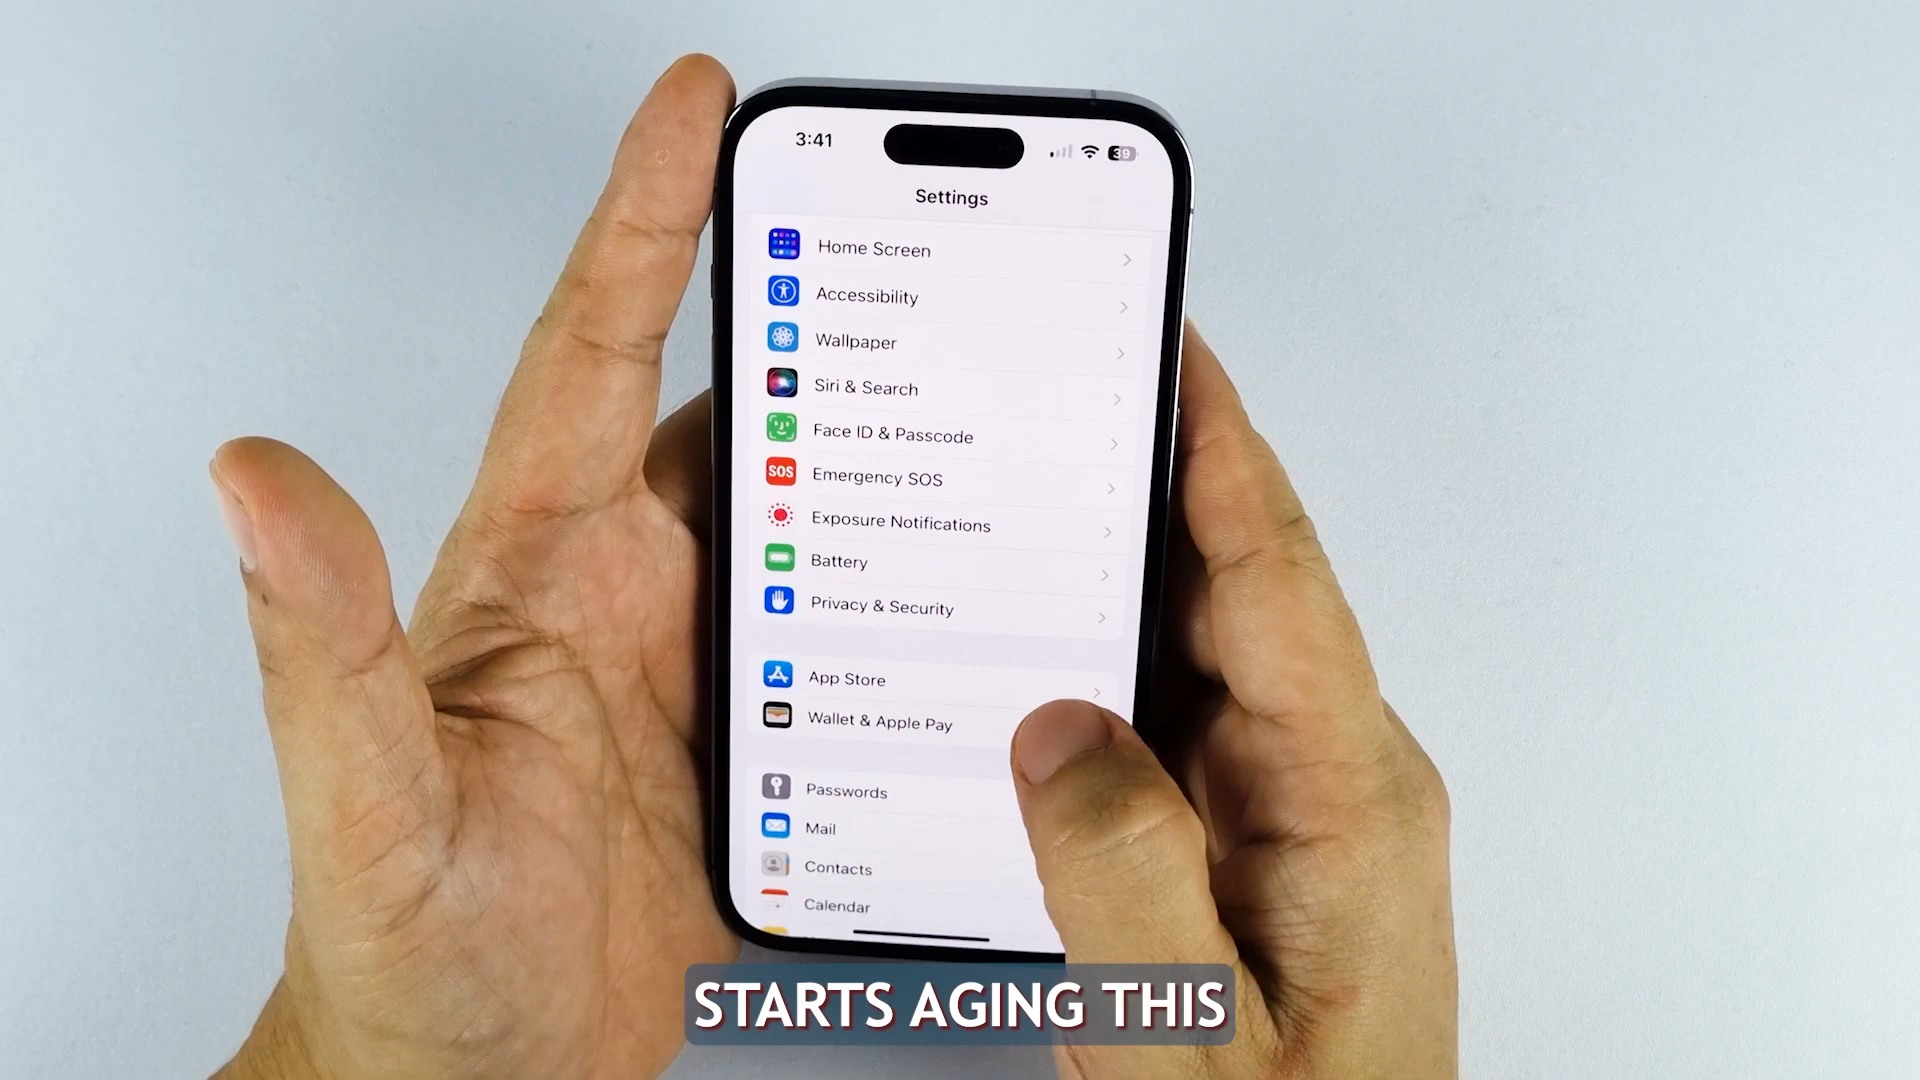 3:41
39
Settings
Home Screen
Accessibility
Wallpaper
Siri & Search
Face ID & Passcode
SOS
Emergency SOS
Exposure Notifications
Battery
Privacy & Security
App Store
Wallet & Apple Pay
Passwords
Mail
Contacts
Calendar
STARTS AGING THIS